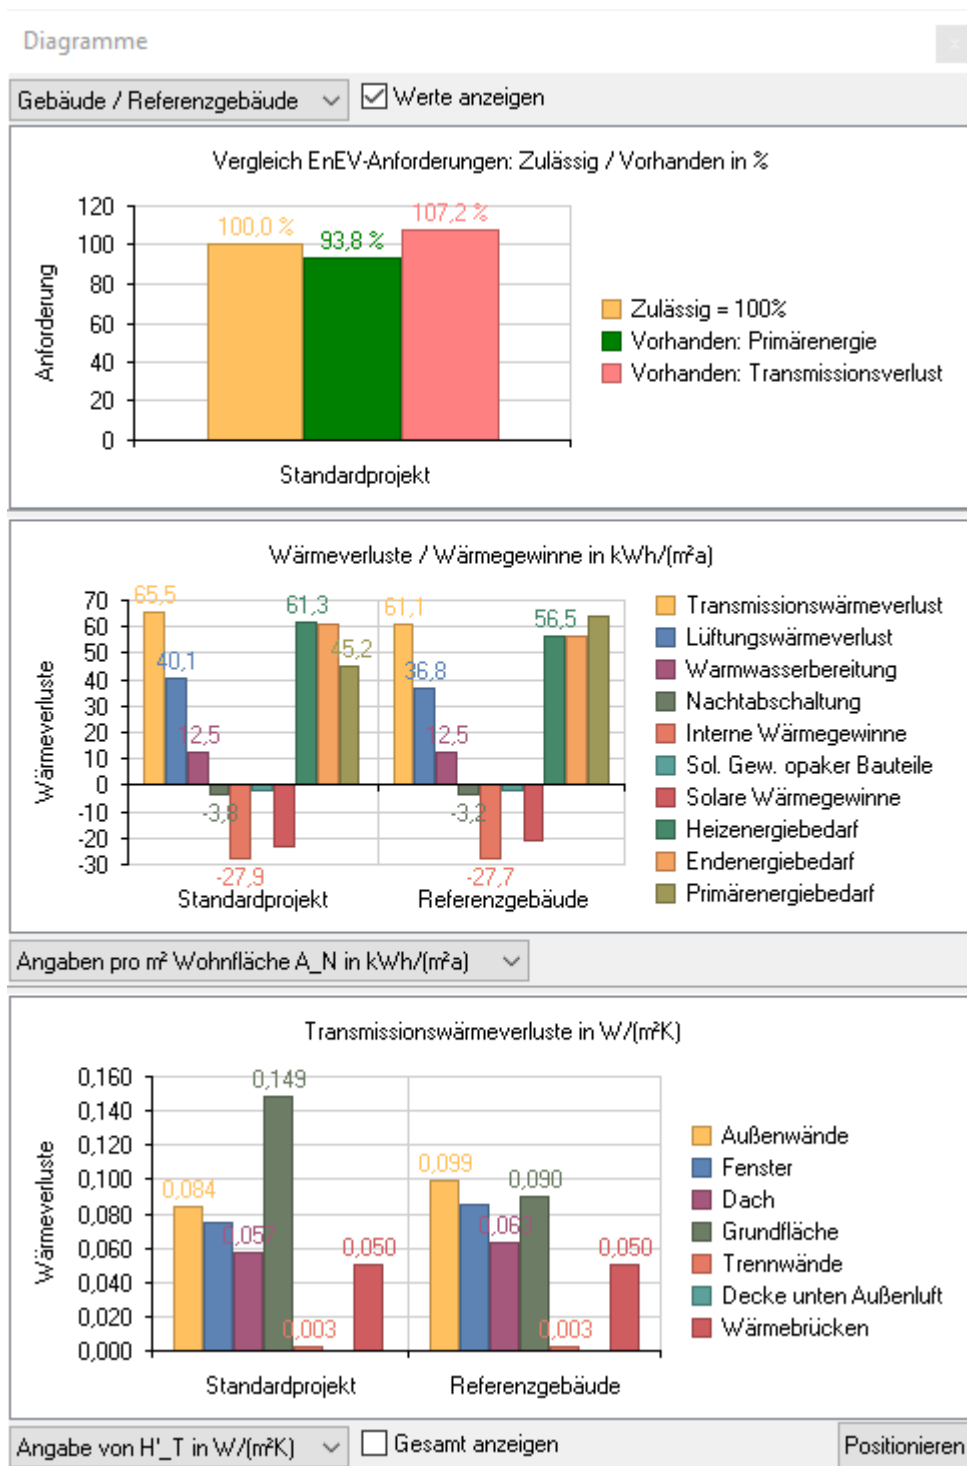 Diagramme
x
Gebäude / Referenzgebäude
Werte anzeigen
Vergleich EnEV-Anforderungen: Zulässig / Vorhanden in %
120
100
80
60
40
20
0
Anforderung
100,0 %
93,8 %
107,2 %
Standardprojekt
Zulässig = 100%
Vorhanden: Primärenergie
Vorhanden: Transmissionsverlust
Wärmeverluste / Wärmegewinne in kWh/(m²a)
70
60
50
40
30
20
10
0
-10
-20
-30
Wärmeverluste
65,5
40,1
12,5
-3,8
-27,9
61,3
45,2
61,1
36,8
12,5
-3,2
-27,7
56,5
Standardprojekt
Referenzgebäude
Transmissionswärmeverlust
Lüftungswärmeverlust
Warmwasserbereitung
Nachtabschaltung
Interne Wärmegewinne
Sol. Gew. opaker Bauteile
Solare Wärmegewinne
Heizenergiebedarf
Endenergiebedarf
Primärenergiebedarf
Angaben pro m² Wohnfläche A_N in kWh/(m²a)
Transmissionswärmeverluste in W/(m²K)
0,160
0,140
0,120
0,100
0,080
0,060
0,040
0,020
0,000
Wärmeverluste
0,084
0,057
0,149
0,003
0,050
0,099
0,090
0,003
0,050
Standardprojekt
Referenzgebäude
Außenwände
Fenster
Dach
Grundfläche
Trennwände
Decke unten Außenluft
Wärmebrücken
Angabe von H'_T in W/(m²K)
Gesamt anzeigen
Positionieren